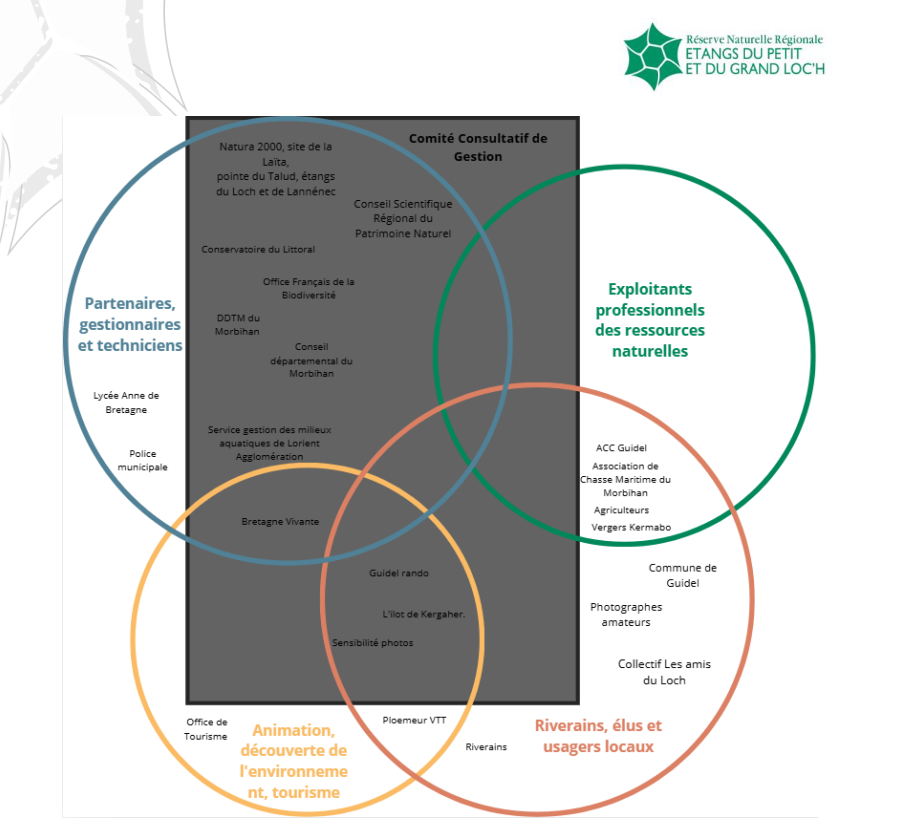 Réserve Naturelle Régionale
ETANGS DU PETIT
ET DU GRAND LOC'H
Comité Consultatif de
Gestion
Natura 2000, site de la
Laïta,
pointe du Talud, étangs
du Loch et de Lannénec
Conseil Scientifique
Régional du
Patrimoine Naturel
Conservatoire du Littoral
Office Français de la
Biodiversité
DDTM du
Morbihan
Conseil
départemental du
Morbihan
Partenaires,
gestionnaires
et techniciens
Exploitants
professionnels
des ressources
naturelles
Lycée Anne de
Bretagne
Police
municipale
Service gestion des milieux
aquatiques de Lorient
Agglomération
ACC Guidel
Association de
Chasse Maritime du
Morbihan
Agriculteurs
Vergers Kermabo
Bretagne Vivante
Guidel rando
L'ilot de Kergaher.
Sensibilité photos
Commune de
Guidel
Photographes
amateurs
Collectif Les amis
du Loch
Office de
Tourisme
Animation,
découverte de
l'environneme
nt, tourisme
Ploemeur VTT
Riverains
Riverains, élus et
usagers locaux